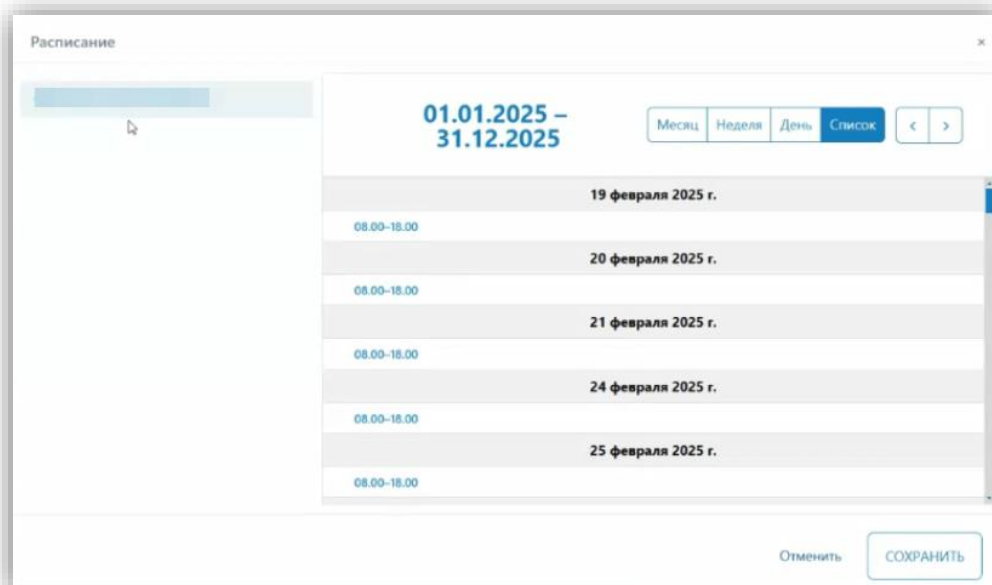 Расписание
×
01.01.2025 –
31.12.2025
Месяц Неделя День Список < >
19 февраля 2025 г.
08.00–18.00
20 февраля 2025 г.
08.00–18.00
21 февраля 2025 г.
08.00–18.00
24 февраля 2025 г.
08.00–18.00
25 февраля 2025 г.
08.00–18.00
Отменить СОХРАНИТЬ